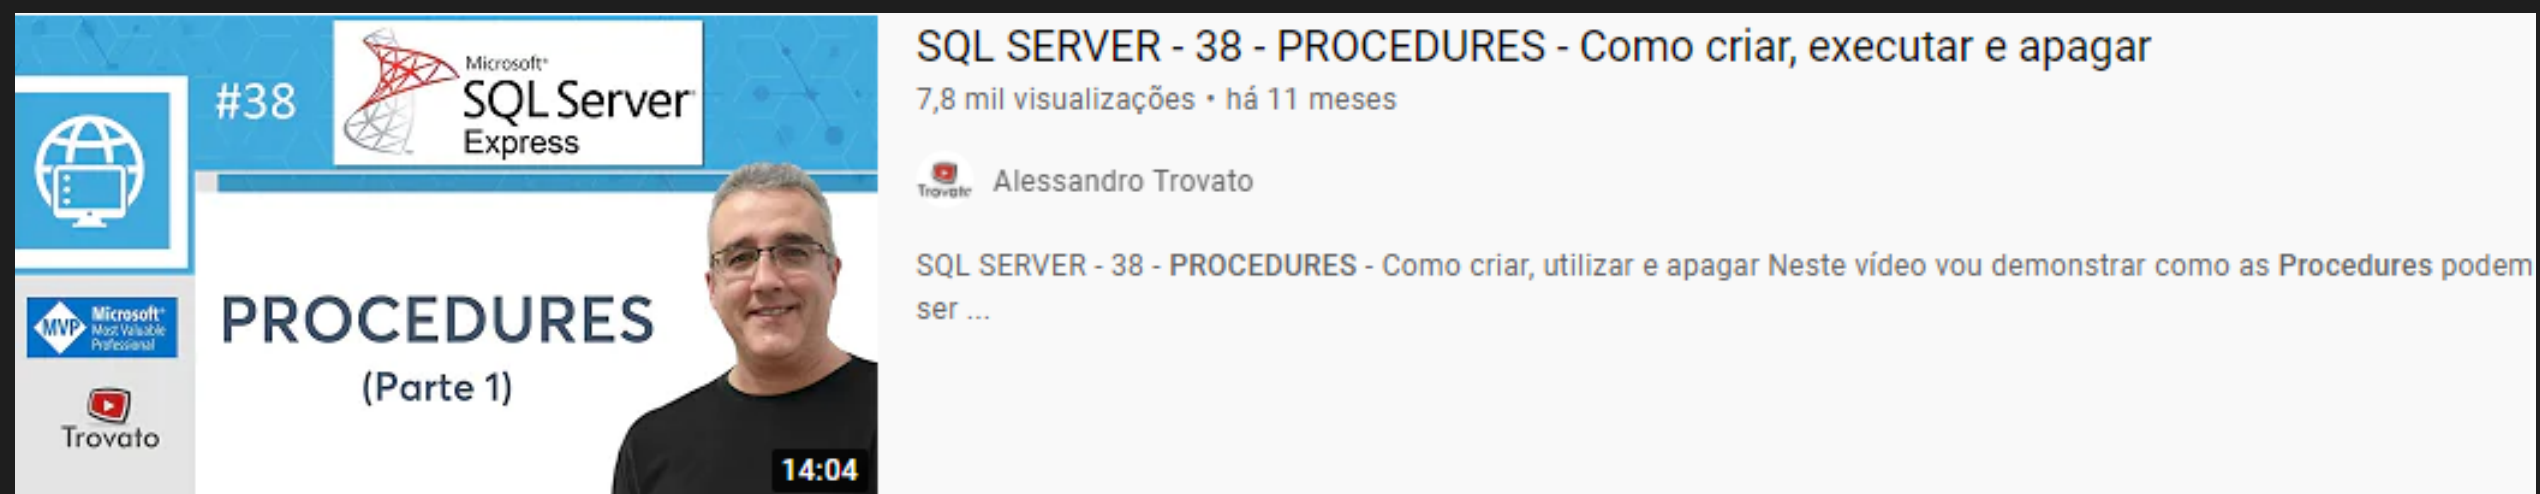 #38
Microsoft®
SQL Server
Express
MVP
Microsoft®
Most Valuable
Professional
Trovato
PROCEDURES
(Parte 1)
14:04
SQL SERVER - 38 - PROCEDURES - Como criar, executar e apagar
7,8 mil visualizações • há 11 meses
Trovato
Alessandro Trovato
SQL SERVER - 38 - PROCEDURES - Como criar, utilizar e apagar Neste vídeo vou demonstrar como as Procedures podem
ser ...